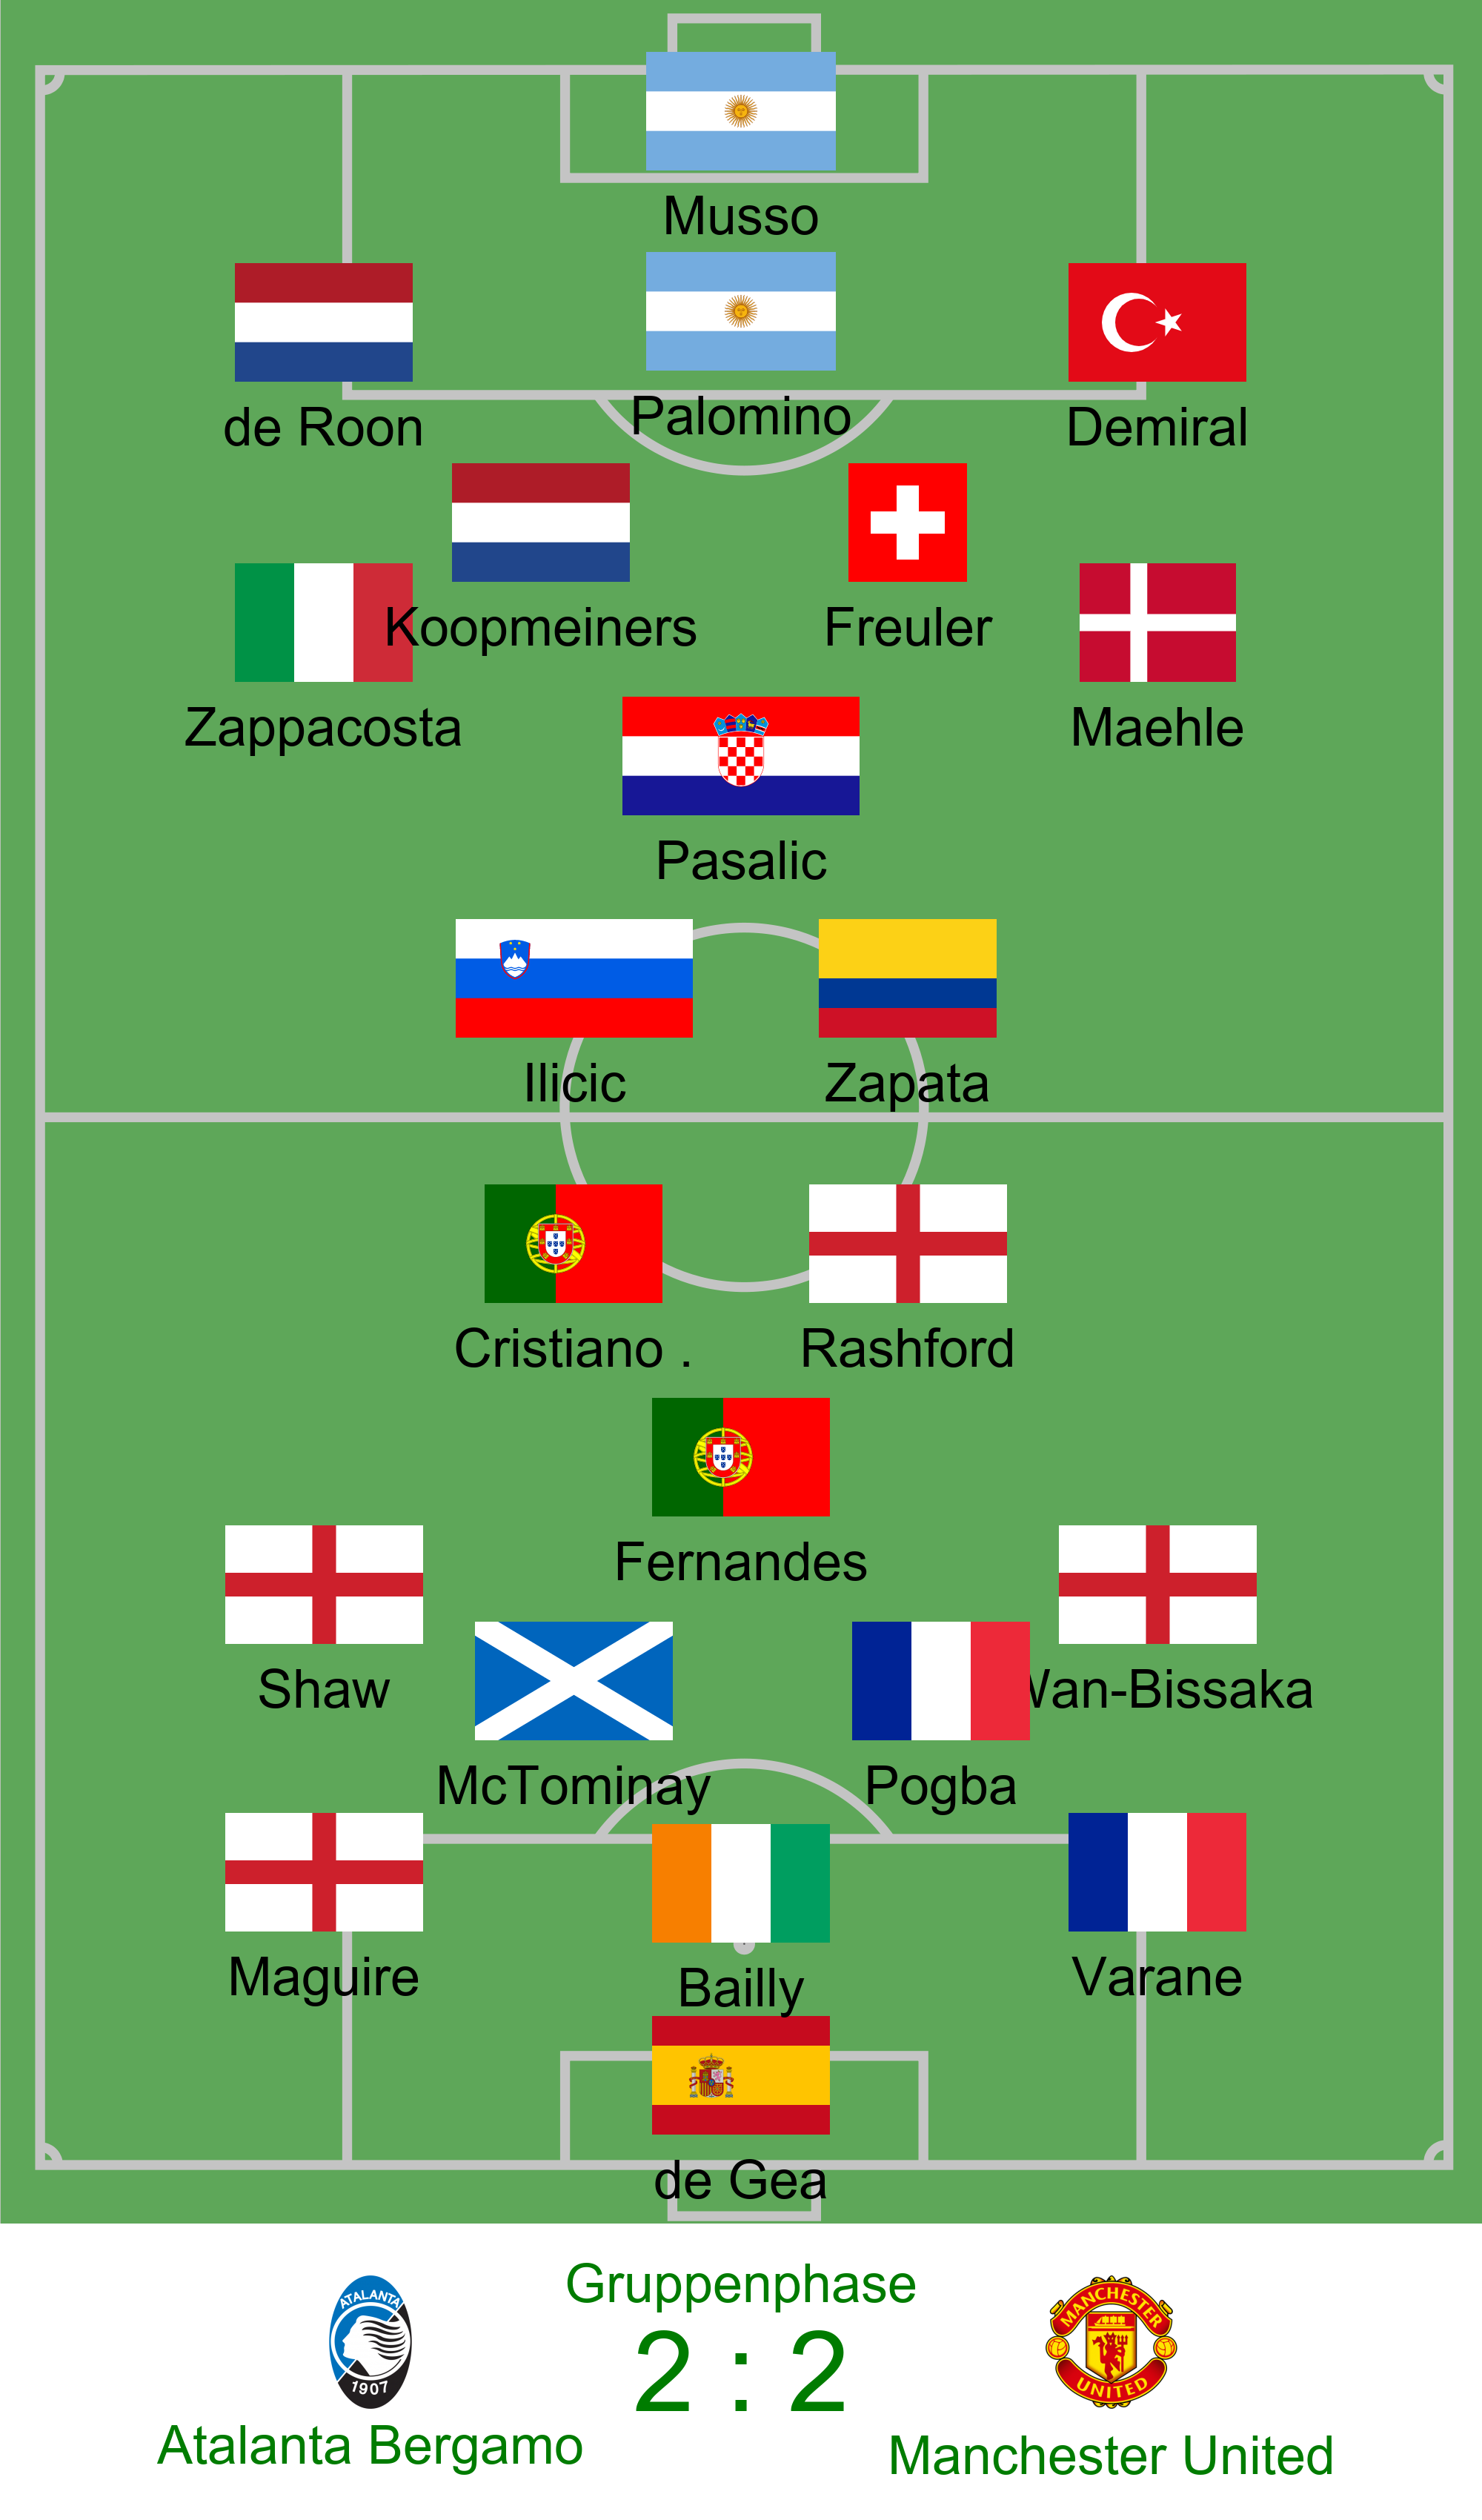 Musso
de Roon
Palomino
Demiral
Koopmeiners
Freuler
Zappacosta
Maehle
Pasalic
Ilicic
Zapata
Cristiano .
Rashford
Fernandes
Shaw
Wan-Bissaka
McTominay
Pogba
Maguire
Bailly
Varane
de Gea
Gruppenphase
2 : 2
ATALANTA
1907
MANCHESTER
UNITED
Atalanta Bergamo
Manchester United